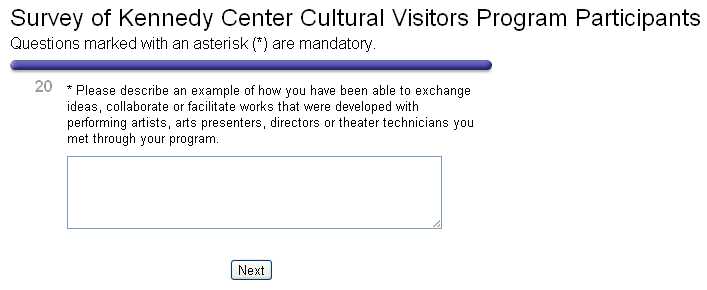 Survey of Kennedy Center Cultural Visitors Program Participants
Questions marked with an asterisk (*) are mandatory.
20
* Please describe an example of how you have been able to exchange
ideas, collaborate or facilitate works that were developed with
performing artists, arts presenters, directors or theater technicians you
met through your program.
Next